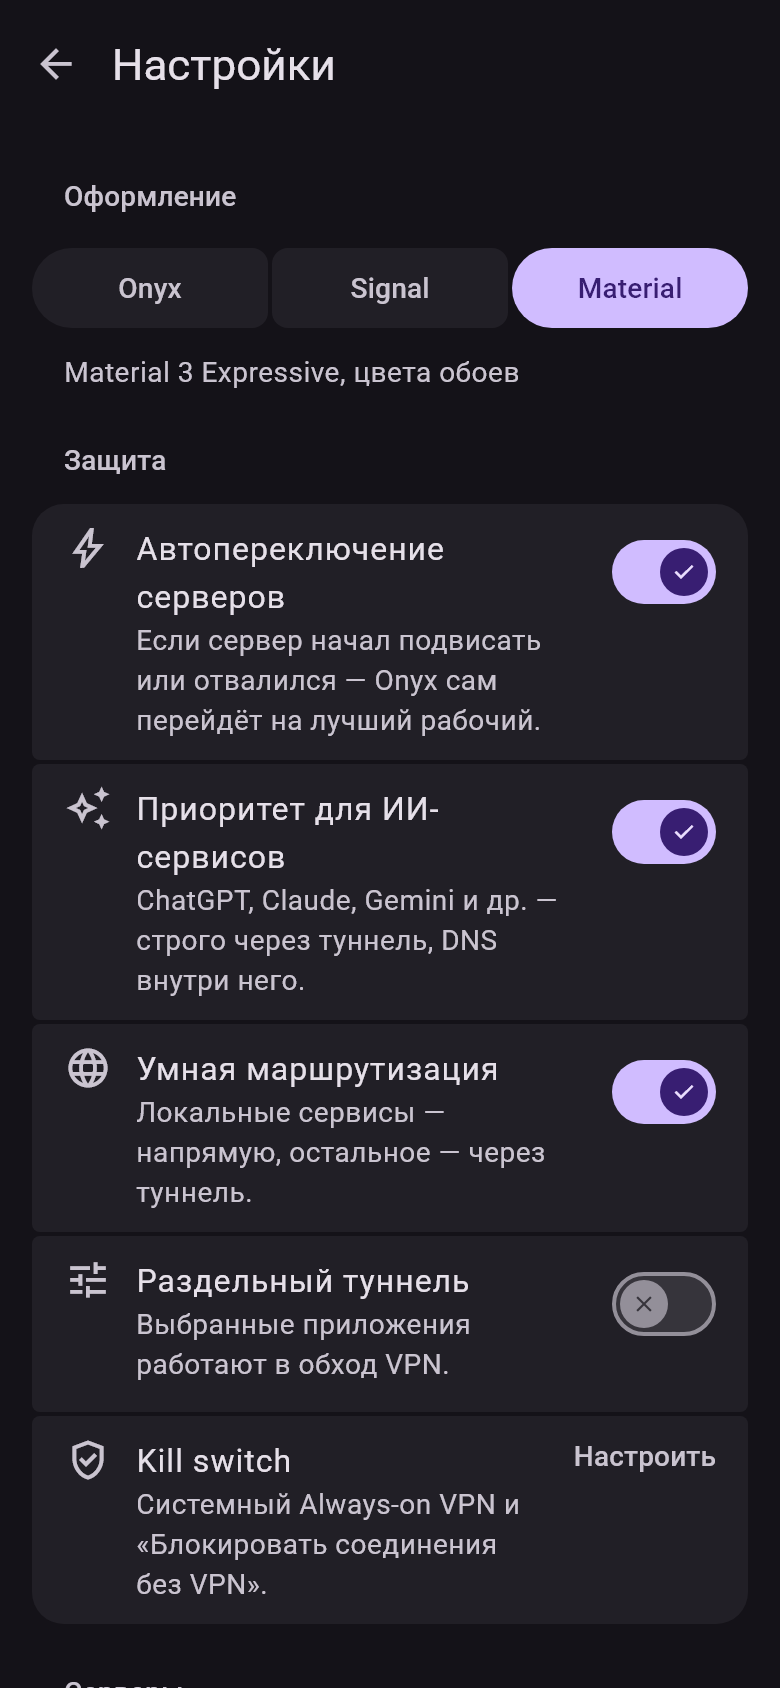 Настройки
Оформление
Onyx
Signal
Material
Material 3 Expressive, цвета обоев
Защита
Автопереключение
серверов
Если сервер начал подвисать
или отвалился — Onyx сам
перейдёт на лучший рабочий.
Приоритет для ИИ-
сервисов
ChatGPT, Claude, Gemini и др. —
строго через туннель, DNS
внутри него.
Умная маршрутизация
Локальные сервисы —
напрямую, остальное — через
туннель.
Раздельный туннель
Выбранные приложения
работают в обход VPN.
Kill switch
Настроить
Системный Always-on VPN и
«Блокировать соединения
без VPN».